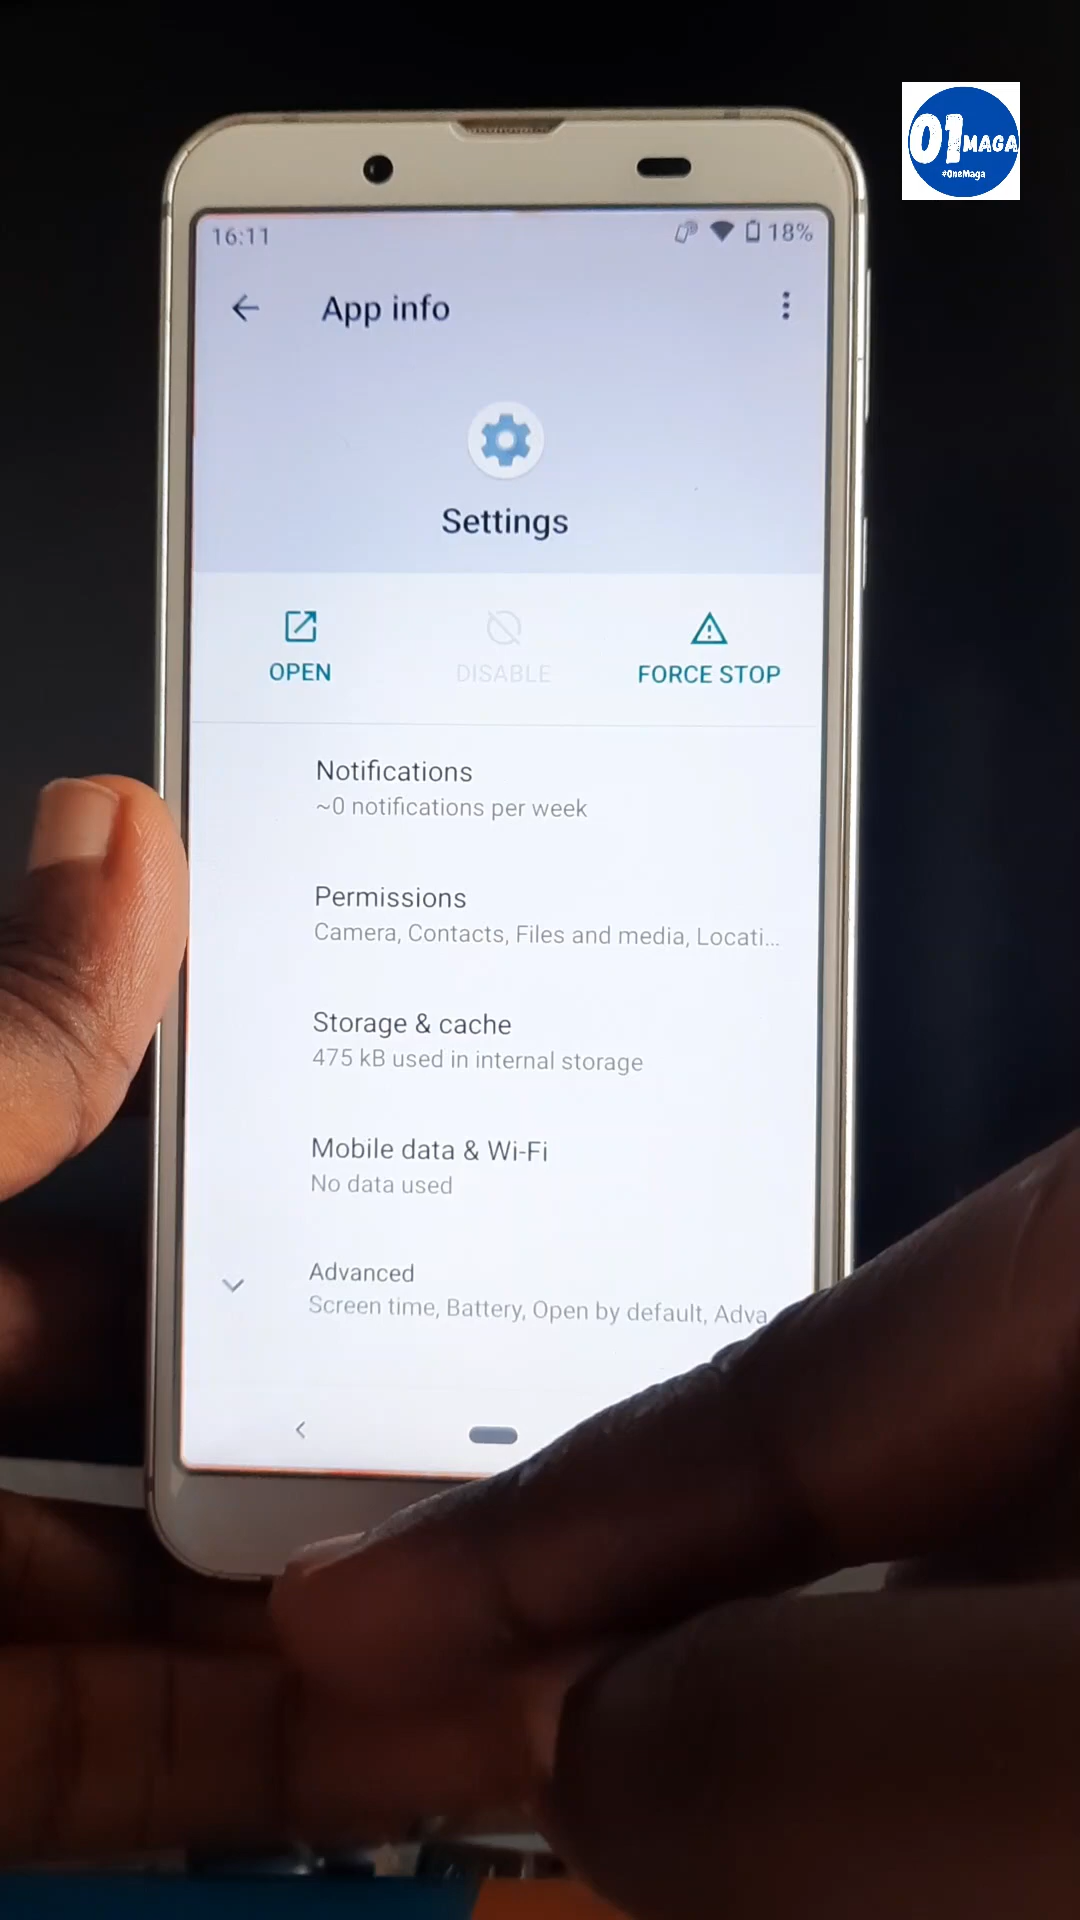 01 MAGA
#OneMaga
16:11 18%
App info
Settings
OPEN DISABLE FORCE STOP
Notifications
~0 notifications per week
Permissions
Camera, Contacts, Files and media, Locati...
Storage & cache
475 kB used in internal storage
Mobile data & Wi-Fi
No data used
Advanced
Screen time, Battery, Open by default, Adva